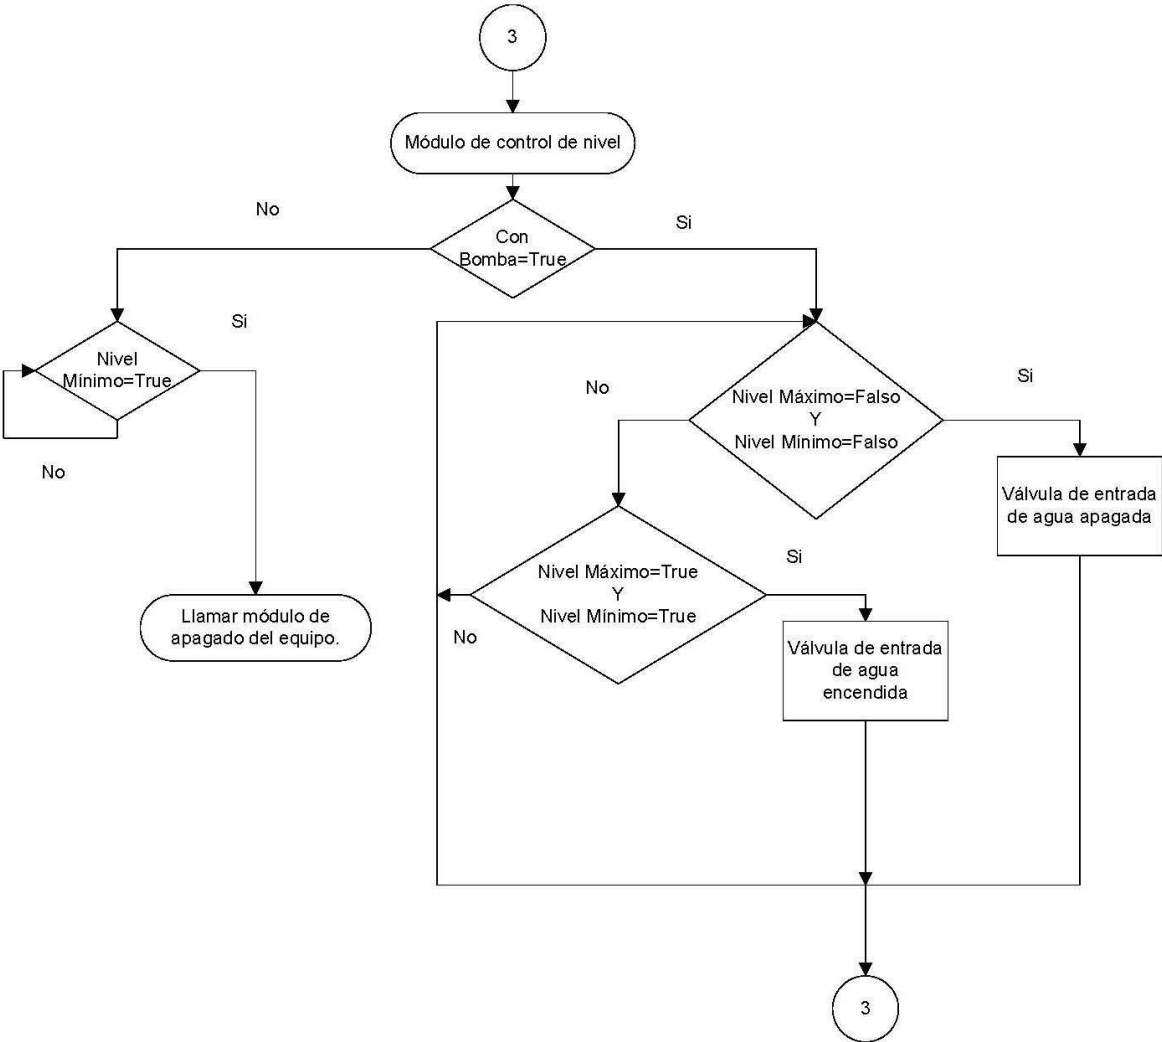 3
Módulo de control de nivel
No
Si
Con
Bomba=True
Si
Nivel
Mínimo=True
No
No
Nivel Máximo=Falso
Y
Nivel Mínimo=Falso
Si
Válvula de entrada
de agua apagada
Nivel Máximo=True
Y
Nivel Mínimo=True
Si
No
Llamar módulo de
apagado del equipo.
Válvula de entrada
de agua
encendida
3